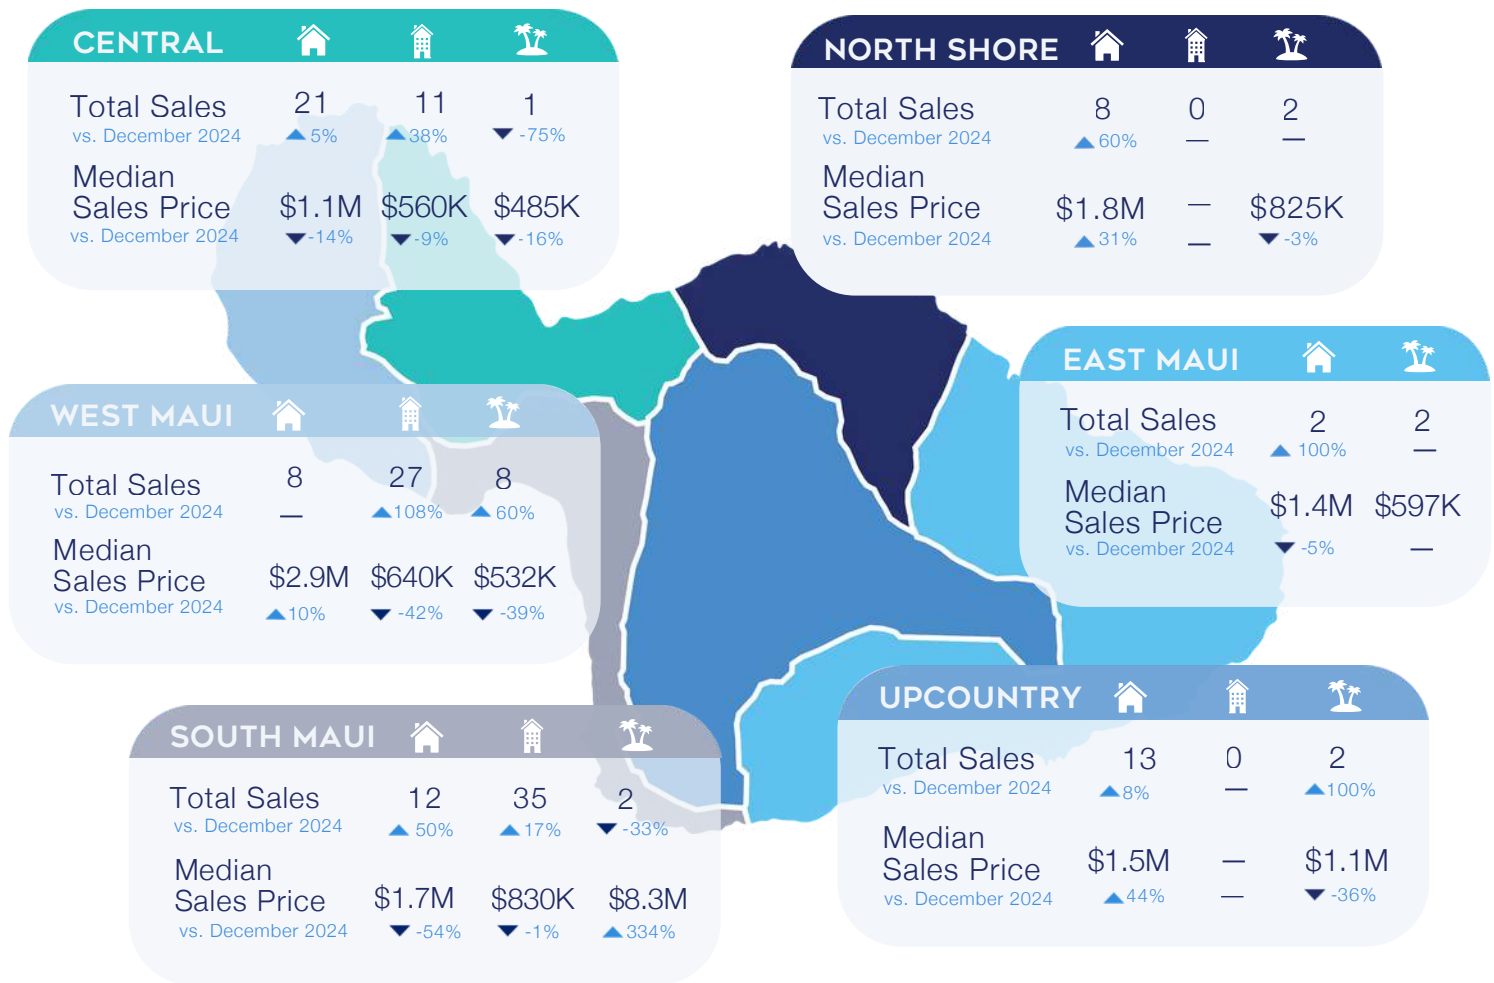 CENTRAL
Total Sales 21 11 1
vs. December 2024 5% 38% -75%
Median
Sales Price $1.1M $560K $485K
vs. December 2024 -14% -9% -16%
NORTH SHORE
Total Sales 8 0 2
vs. December 2024 60% — —
Median
Sales Price $1.8M — $825K
vs. December 2024 31% — -3%
EAST MAUI
Total Sales 2 2
vs. December 2024 100% —
Median
Sales Price $1.4M $597K
vs. December 2024 -5% —
WEST MAUI
Total Sales 8 27 8
vs. December 2024 — 108% 60%
Median
Sales Price $2.9M $640K $532K
vs. December 2024 10% -42% -39%
UPCOUNTRY
Total Sales 13 0 2
vs. December 2024 8% — 100%
Median
Sales Price $1.5M — $1.1M
vs. December 2024 44% — -36%
SOUTH MAUI
Total Sales 12 35 2
vs. December 2024 50% 17% -33%
Median
Sales Price $1.7M $830K $8.3M
vs. December 2024 -54% -1% 334%